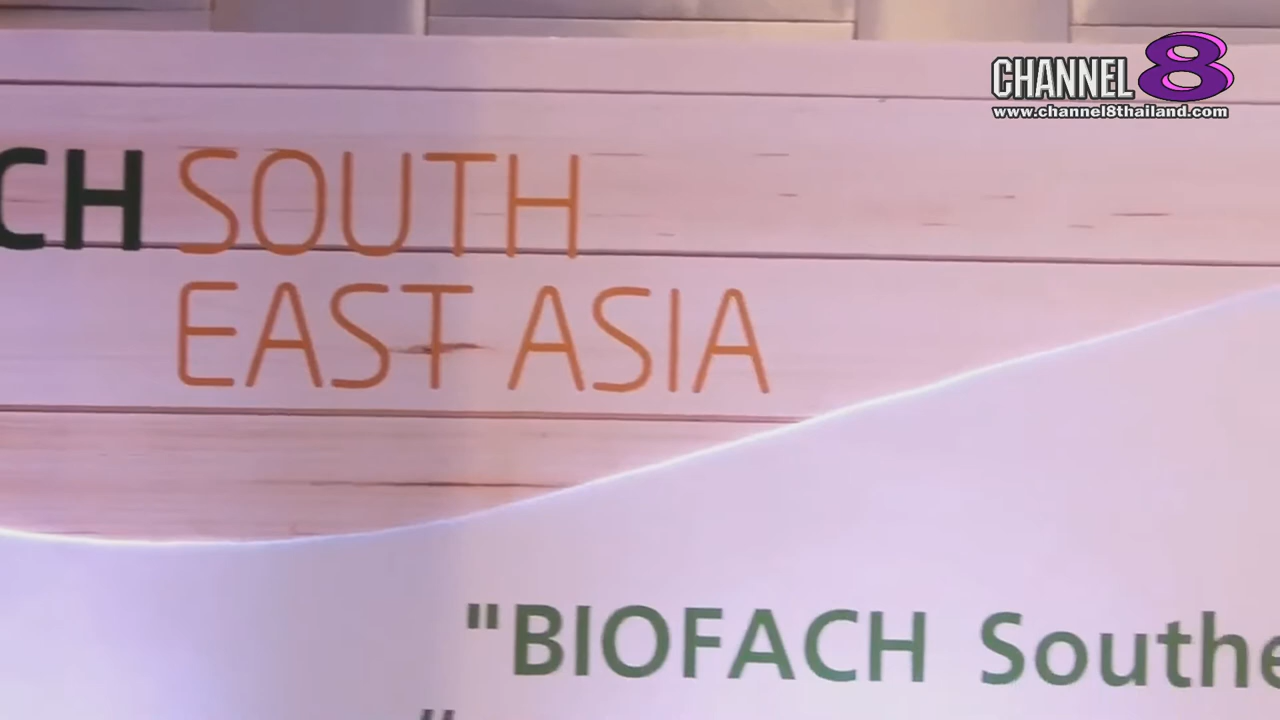 CHANNEL 8
www.channel8thailand.com
CH SOUTH
EAST ASIA
"BIOFACH Southe
"